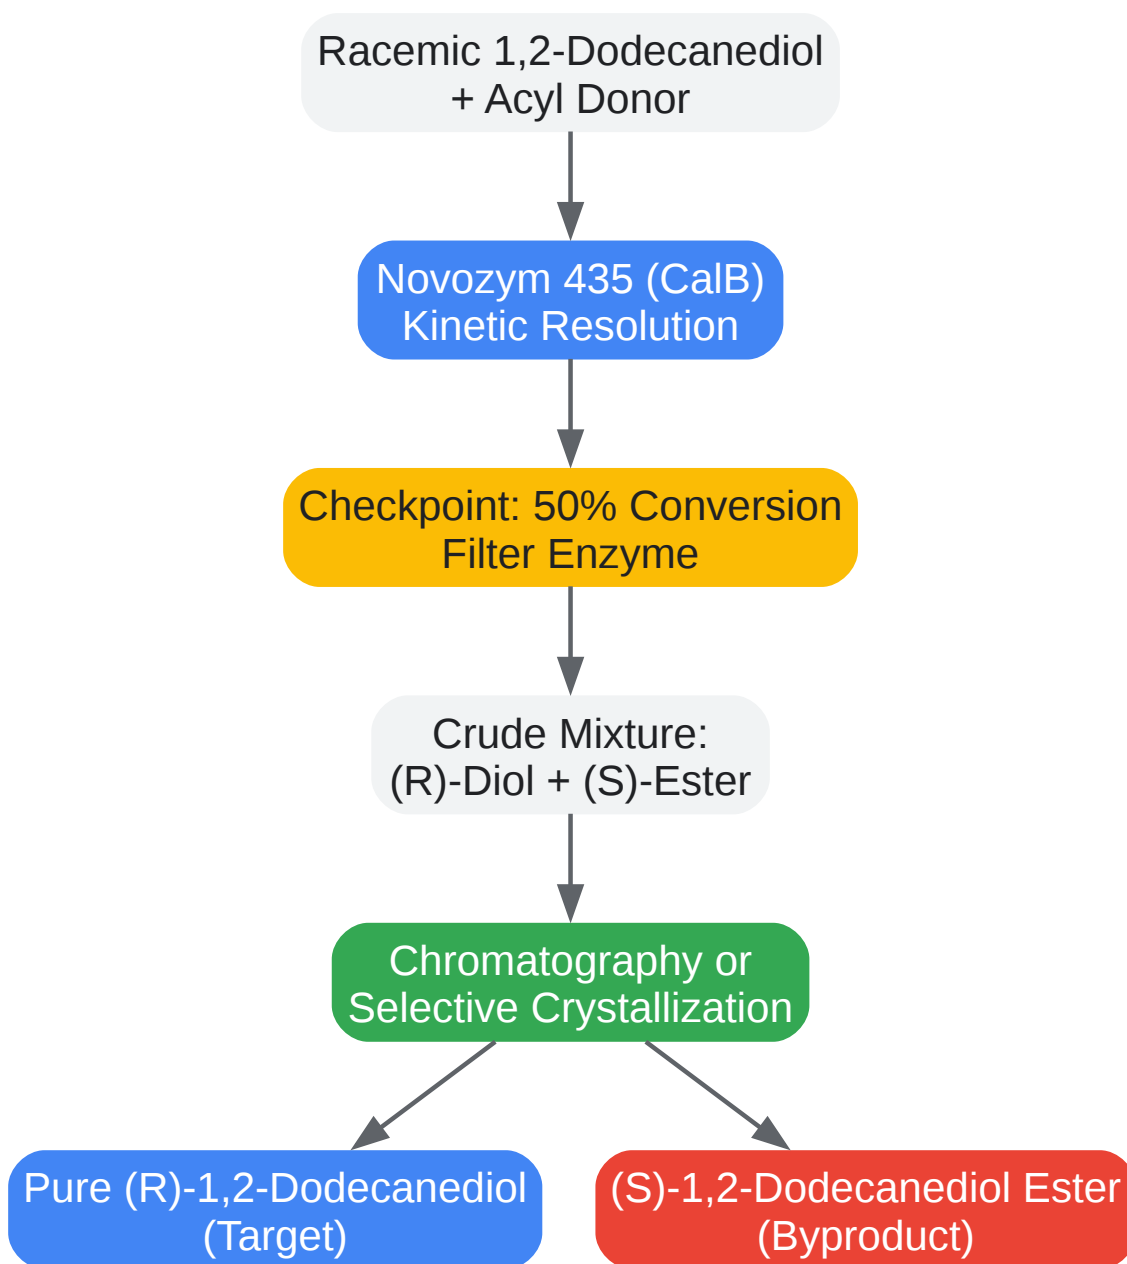 Racemic 1,2-Dodecanediol
+ Acyl Donor
Novozym 435 (CalB)
Kinetic Resolution
Checkpoint: 50% Conversion
Filter Enzyme
Crude Mixture:
(R)-Diol + (S)-Ester
Chromatography or
Selective Crystallization
Pure (R)-1,2-Dodecanediol
(Target)
(S)-1,2-Dodecanediol Ester
(Byproduct)